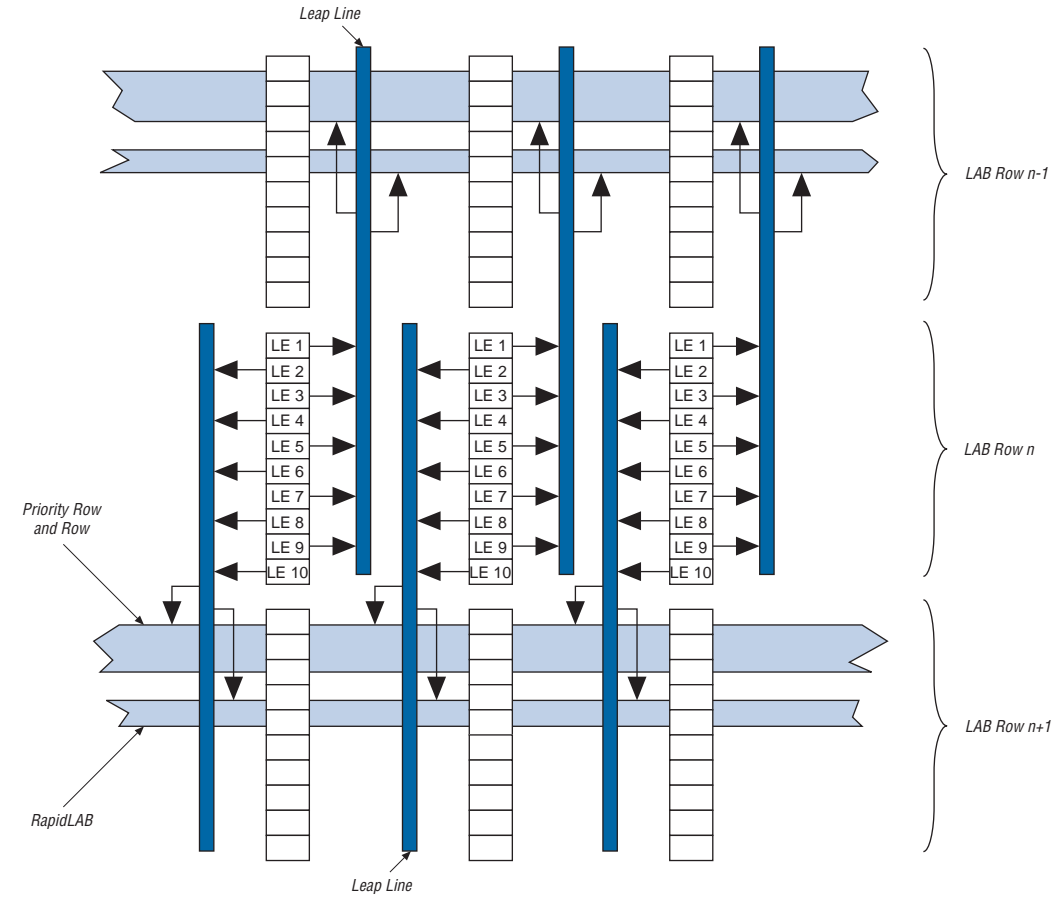 Leap Line
LAB Row n-1
LE 1
LE 2
LE 3
LE 4
LE 5
LE 6
LE 7
LE 8
LE 9
LE 10
LE 1
LE 2
LE 3
LE 4
LE 5
LE 6
LE 7
LE 8
LE 9
LE 10
LE 1
LE 2
LE 3
LE 4
LE 5
LE 6
LE 7
LE 8
LE 9
LE 10
LAB Row n
Priority Row
and Row
LAB Row n+1
RapidLAB
Leap Line